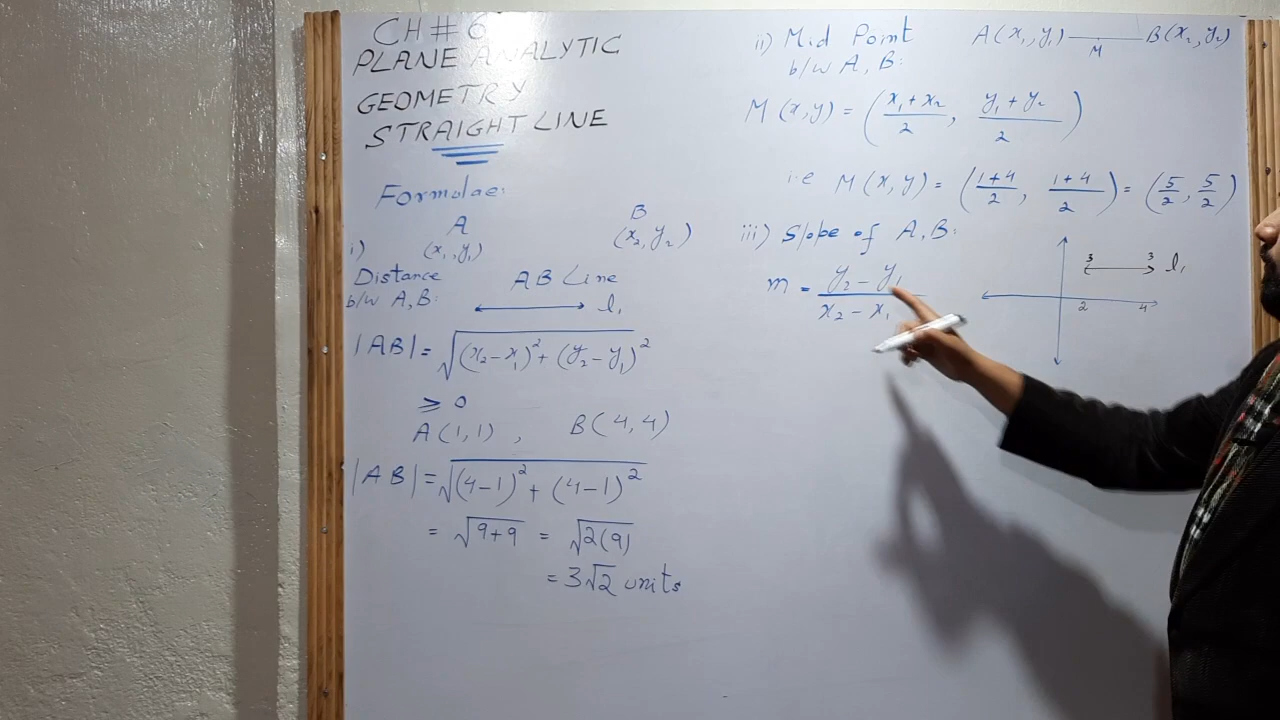 CH # 6
PLANE ANALYTIC
GEOMETRY
STRAIGHT LINE
Formulae:
A B
i) (x₁, y₁) (x₂, y₂)
Distance AB Line
b/w A, B: l₁
|AB| = √((x₂ - x₁)² + (y₂ - y₁)²)
≥ 0
A(1,1) , B(4,4)
|AB| = √((4-1)² + (4-1)²)
= √(9+9) = √(2(9))
= 3√2 units
ii) Mid Point A(x₁, y₁) M B(x₂, y₂)
b/w A, B:
M(x,y) = ((x₁ + x₂)/2, (y₁ + y₂)/2)
i.e M(x, y) = ((1+4)/2, (1+4)/2) = (5/2, 5/2)
iii) Slope of A, B:
m = (y₂ - y₁)/(x₂ - x₁)
3 3 l₁
2 4